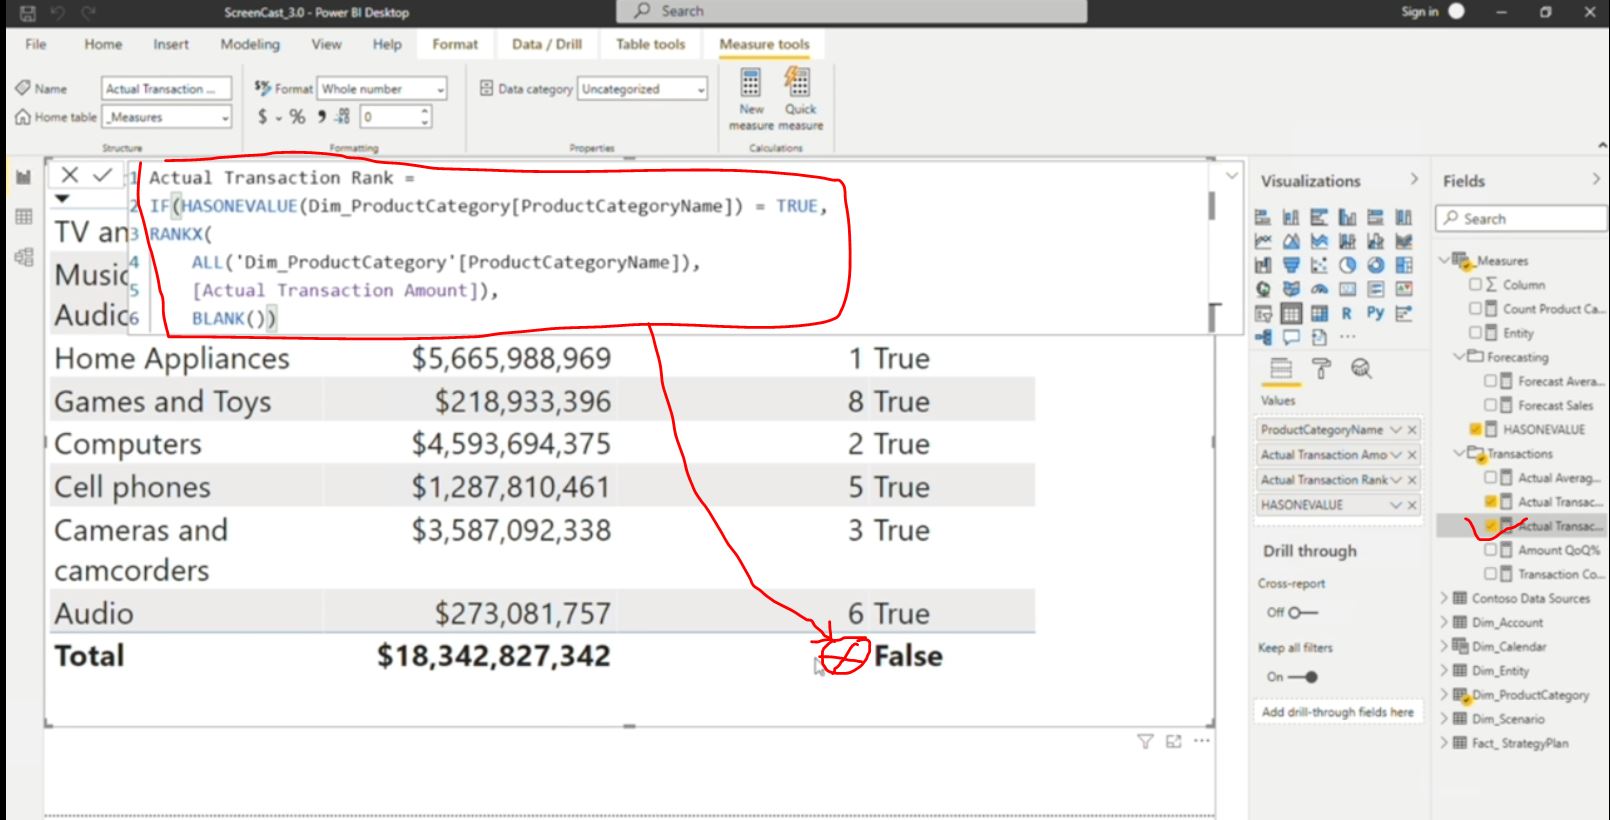 ScreenCast_3.0 - Power BI Desktop
Search
Sign in
File Home Insert Modeling View Help Format Data / Drill Table tools Measure tools
Name Actual Transaction ...
Home table _Measures
Structure
Format Whole number
$ % 0
Formatting
Data category Uncategorized
Properties
New measure
Quick measure
Calculations
1 Actual Transaction Rank =
2 IF(HASONEVALUE(Dim_ProductCategory[ProductCategoryName]) = TRUE,
3 RANKX(
4 ALL('Dim_ProductCategory'[ProductCategoryName]),
5 [Actual Transaction Amount]),
6 BLANK())
TV an
Music
Audio
Home Appliances $5,665,988,969 1 True
Games and Toys $218,933,396 8 True
Computers $4,593,694,375 2 True
Cell phones $1,287,810,461 5 True
Cameras and camcorders $3,587,092,338 3 True
Audio $273,081,757 6 True
Total $18,342,827,342 False
Visualizations
R Py
Values
ProductCategoryName
Actual Transaction Amo
Actual Transaction Rank
HASONEVALUE
Drill through
Cross-report
Off
Keep all filters
On
Add drill-through fields here
Fields
Search
_Measures
Column
Count Product Ca...
Entity
Forecasting
Forecast Avera...
Forecast Sales
HASONEVALUE
Transactions
Actual Averag...
Actual Transac...
Actual Transac...
Amount QoQ%
Transaction Co...
Contoso Data Sources
Dim_Account
Dim_Calendar
Dim_Entity
Dim_ProductCategory
Dim_Scenario
Fact_ StrategyPlan